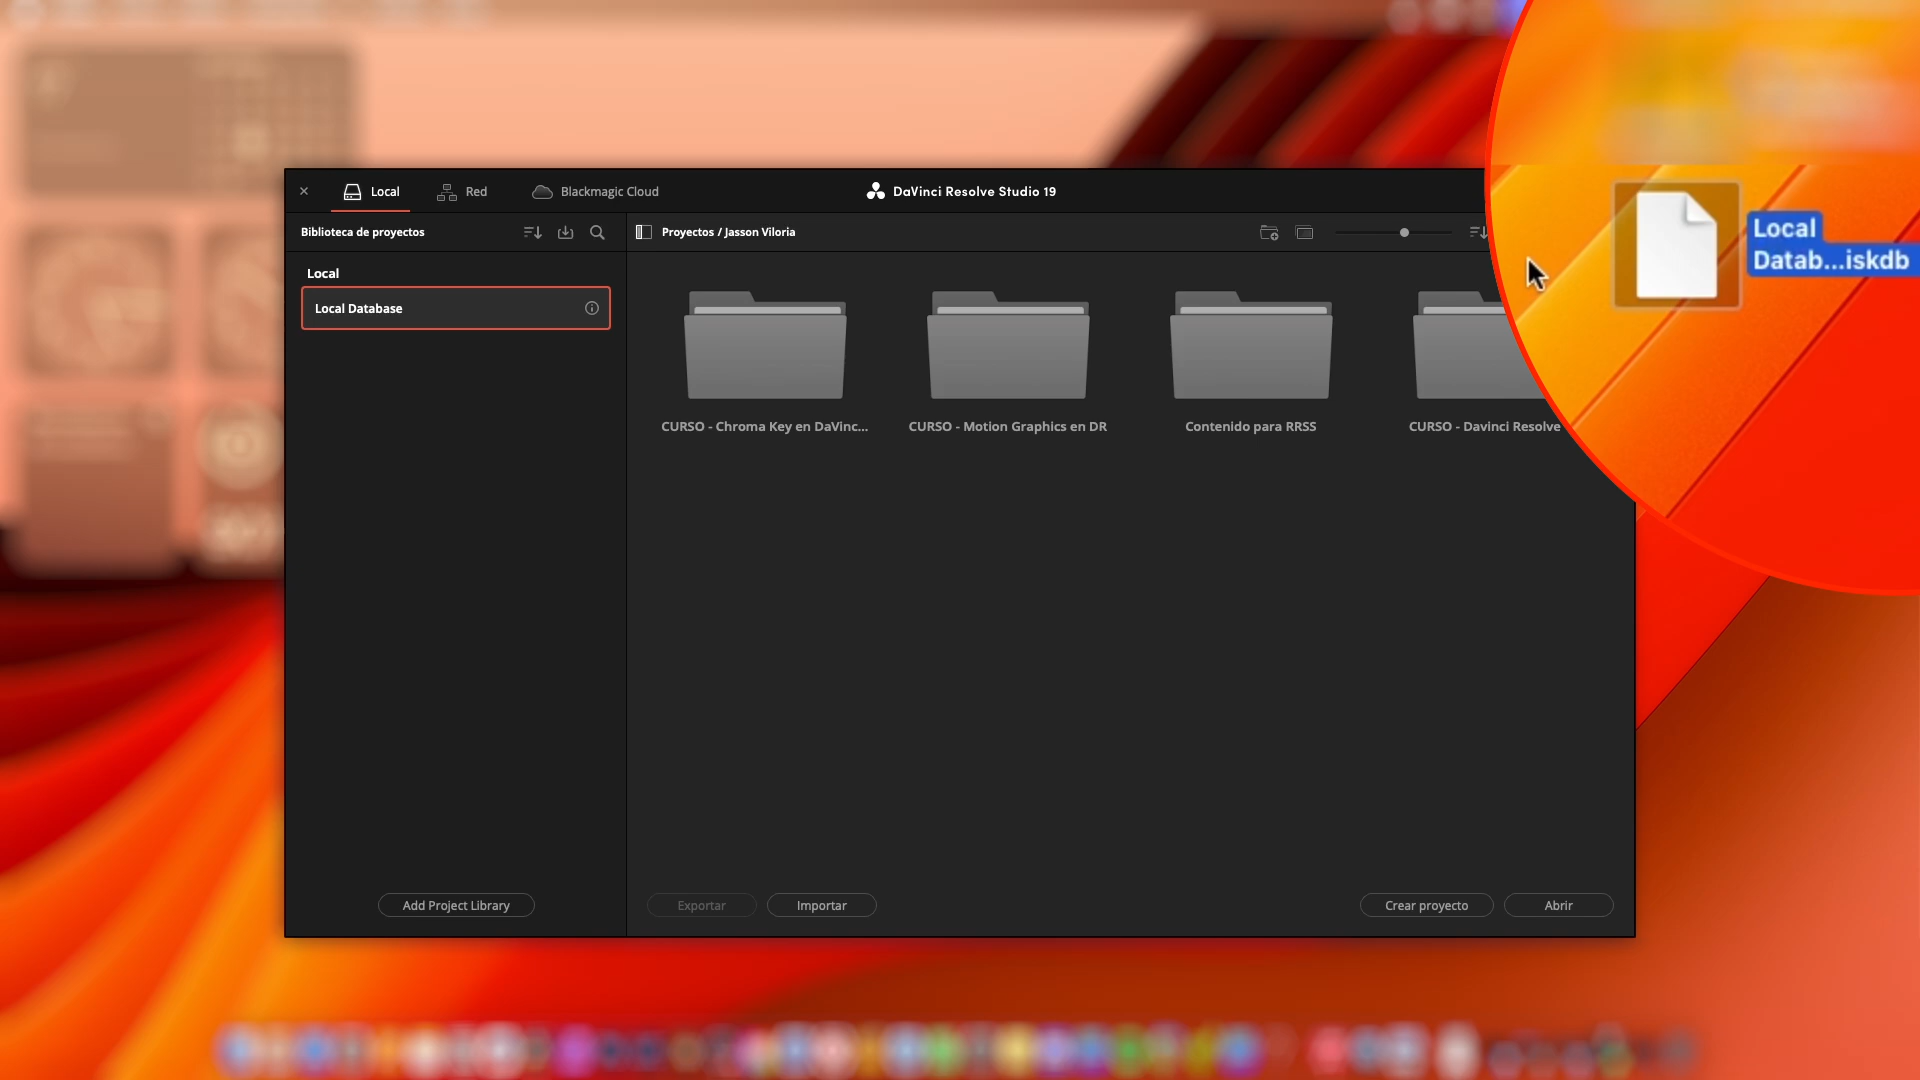 Local
Red
Blackmagic Cloud
DaVinci Resolve Studio 19
Biblioteca de proyectos
Proyectos / Jasson Viloria
Local
Datab...iskdb
Local
Local Database
CURSO - Chroma Key en DaVinc...
CURSO - Motion Graphics en DR
Contenido para RRSS
CURSO - Davinci Resolve
Add Project Library
Exportar
Importar
Crear proyecto
Abrir